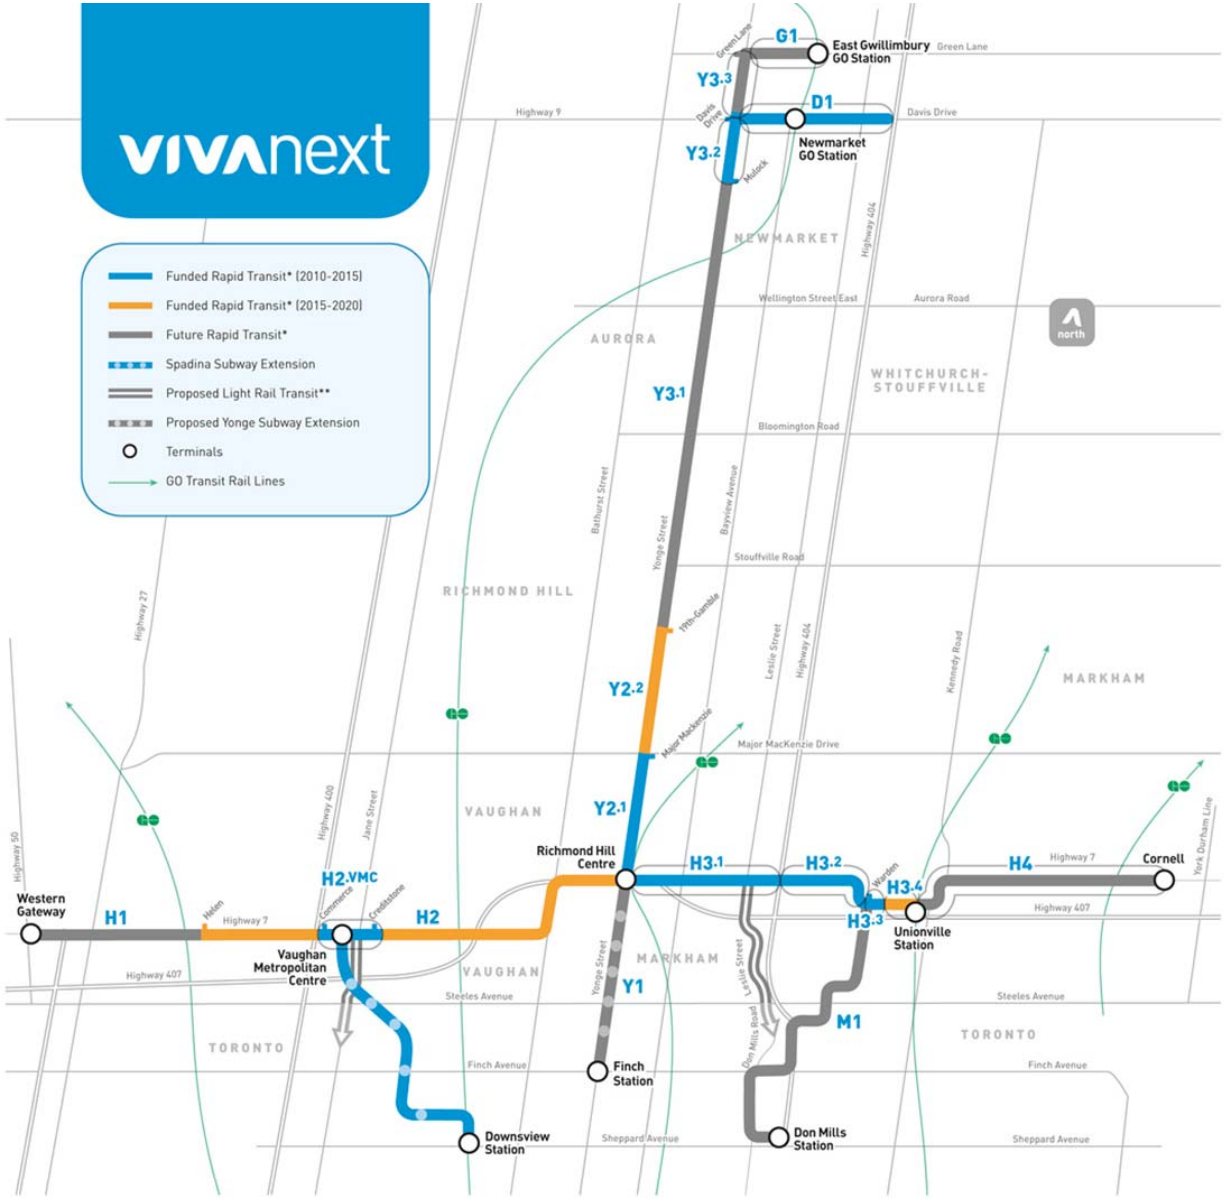 vivanext
Funded Rapid Transit* (2010-2015)
Funded Rapid Transit* (2015-2020)
Future Rapid Transit*
Spadina Subway Extension
Proposed Light Rail Transit**
Proposed Yonge Subway Extension
Terminals
GO Transit Rail Lines
Green Lane
G1
East Gwillimbury
GO Station
Green Lane
Y3.3
D1
Highway 9
Davis
Drive
Davis Drive
Newmarket
GO Station
Y3.2
Mulock
NEWMARKET
Highway 404
Wellington Street East
Aurora Road
north
AURORA
WHITCHURCH-
STOUFFVILLE
Y3.1
Bloomington Road
Bathurst Street
Bayview Avenue
Yonge Street
Stouffville Road
RICHMOND HILL
Highway 27
19th-Gamble
Leslie Street
Highway 404
Kennedy Road
MARKHAM
Y2.2
Major Mackenzie
Major MacKenzie Drive
GO
GO
GO
GO
GO
Y2.1
VAUGHAN
Highway 400
Jane Street
Highway 50
York Durham Line
Richmond Hill
Centre
H3.1
H3.2
Warden
H4
Highway 7
Cornell
H2.VMC
Commerce
Creditstone
H3.4
Western
Gateway
H1
Helen
Highway 7
H2
H3.3
Highway 407
Unionville
Station
Vaughan
Metropolitan
Centre
VAUGHAN
MARKHAM
Leslie Street
Yonge Street
Y1
Highway 407
Steeles Avenue
Steeles Avenue
M1
TORONTO
TORONTO
Don Mills Road
Finch Avenue
Finch
Station
Finch Avenue
Downsview
Station
Sheppard Avenue
Don Mills
Station
Sheppard Avenue